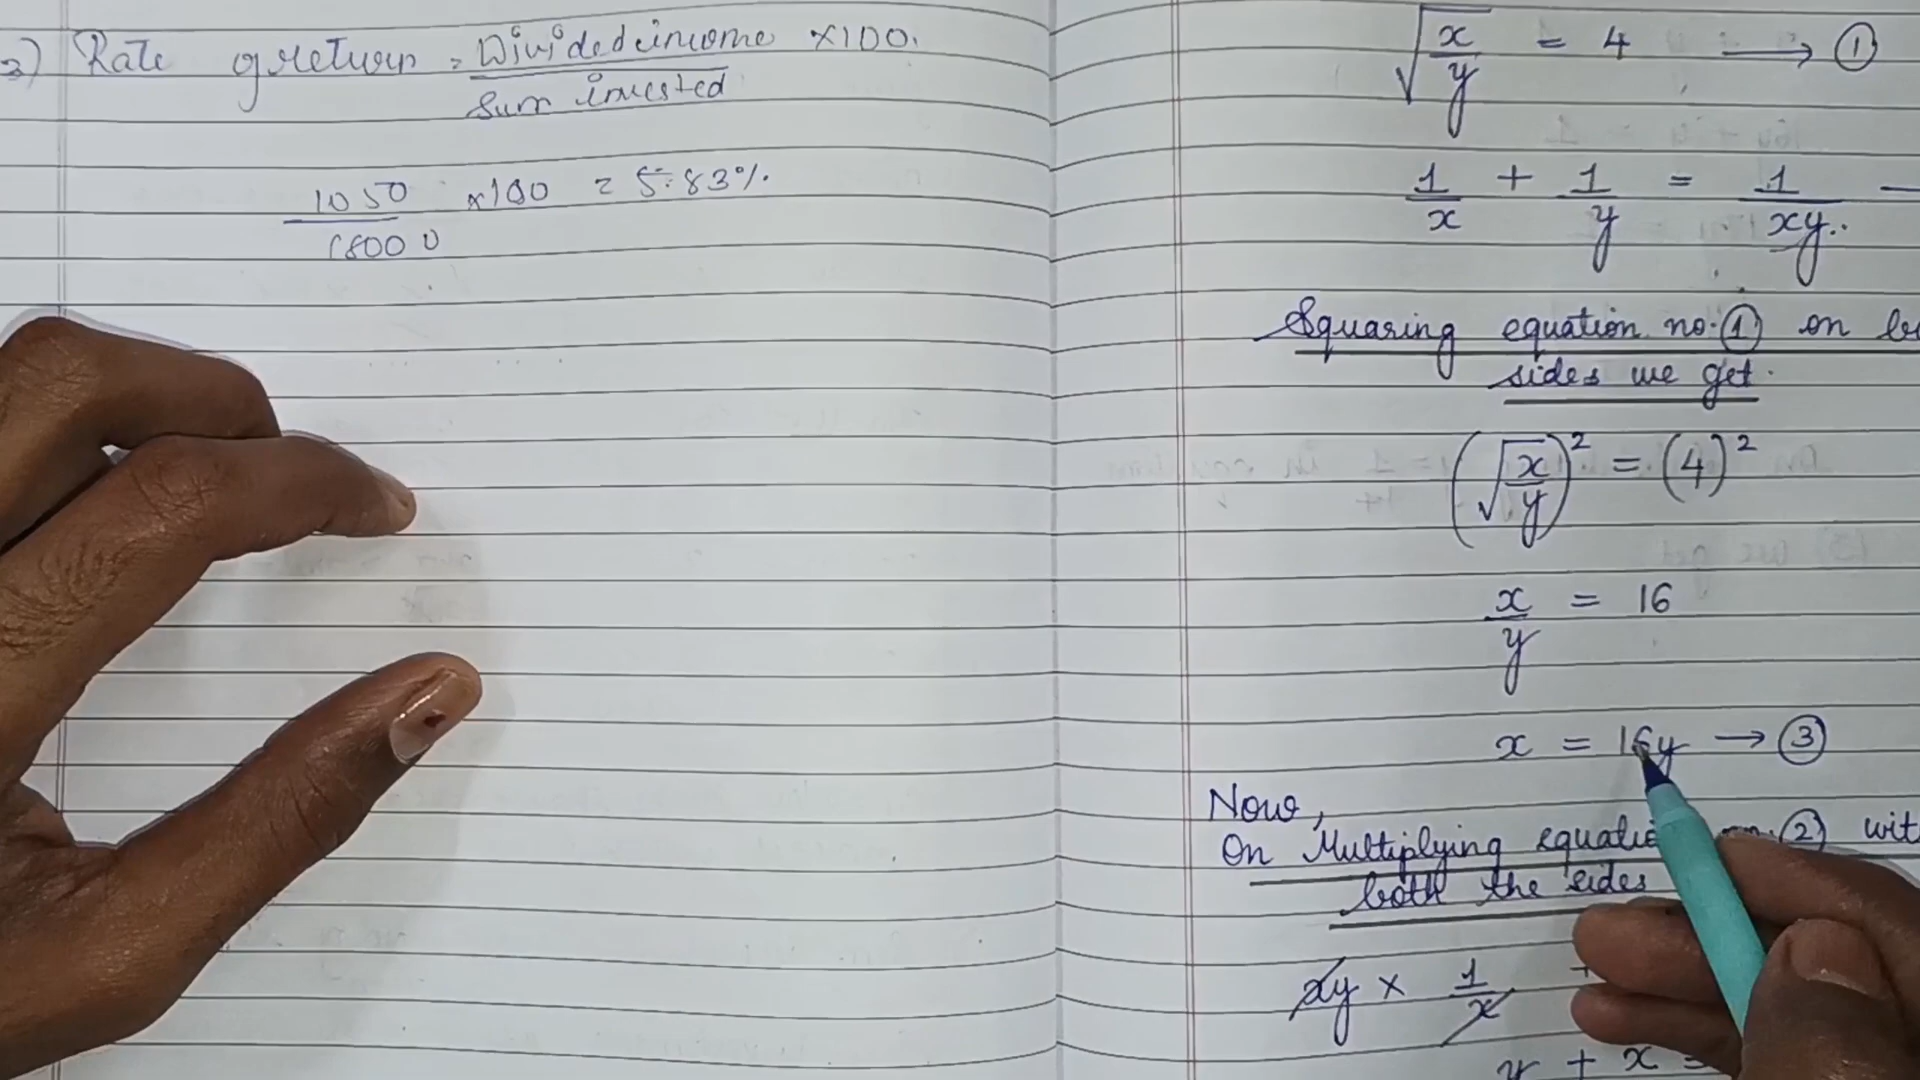 3) Rate of return = Divided income ×100.
Sum invested
1050 ×100 = 5.83%.
18000
√x/y = 4 → ①
1/x + 1/y = 1/xy..
Squaring equation no. ① on
sides we get.
(√x/y)² = (4)²
x/y = 16
x = 16y → ③
Now,
On Multiplying ②
both the sides
xy × 1/x
y + x =